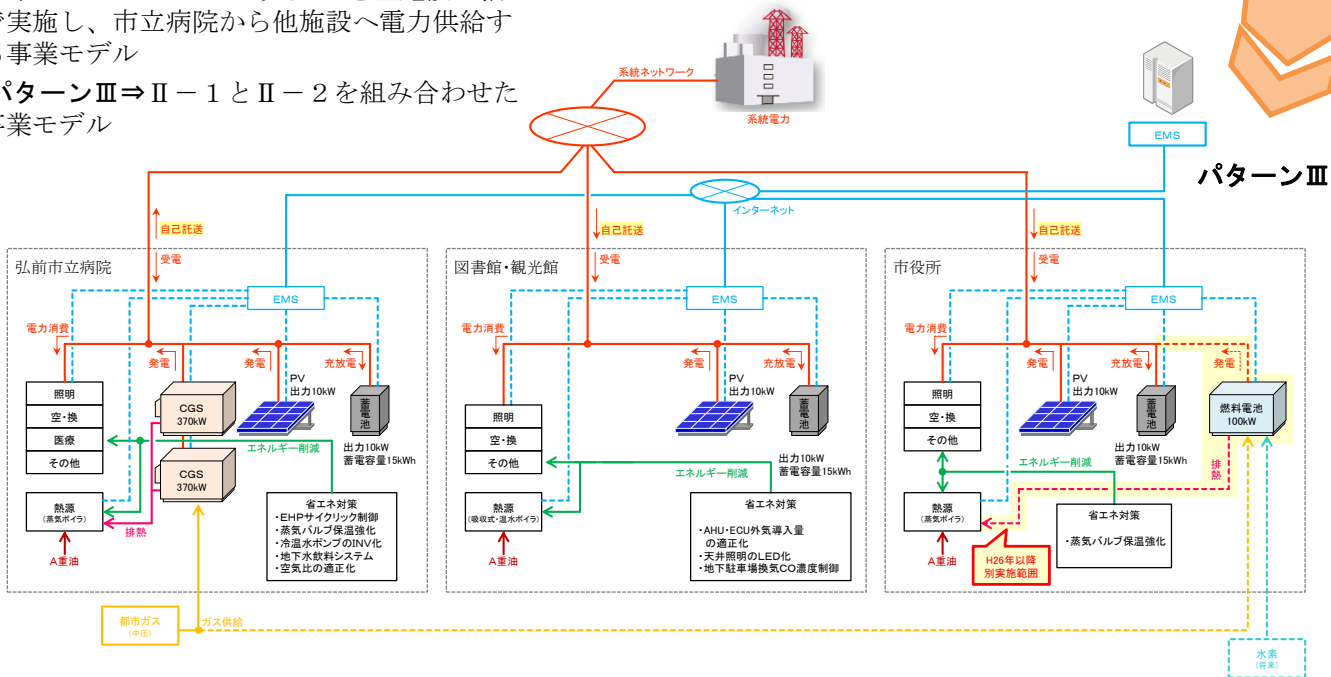 で実施し、市立病院から他施設へ電力供給す
る事業モデル
パターンⅢ⇒Ⅱ－１とⅡ－２を組み合わせた
事業モデル
系統ネットワーク
系統電力
EMS
パターンⅢ
インターネット
自己託送
受電
自己託送
受電
自己託送
受電
弘前市立病院
EMS
電力消費
発電
発電
充放電
照明
空・換
医療
その他
CGS
370kW
CGS
370kW
PV
出力10kW
蓄電池
出力10kW
蓄電容量15kWh
エネルギー削減
熱源
(蒸気ボイラ)
排熱
A重油
省エネ対策
・EHPサイクリック制御
・蒸気バルブ保温強化
・冷温水ポンプのINV化
・地下水飲料システム
・空気比の適正化
図書館・観光館
EMS
電力消費
発電
充放電
照明
空・換
その他
PV
出力10kW
蓄電池
出力10kW
蓄電容量15kWh
エネルギー削減
熱源
(吸収式・温水ボイラ)
A重油
省エネ対策
・AHU・ECU外気導入量
の適正化
・天井照明のLED化
・地下駐車場換気CO濃度制御
市役所
EMS
電力消費
発電
充放電
発電
照明
空・換
その他
PV
出力10kW
蓄電池
出力10kW
蓄電容量15kWh
燃料電池
100kW
エネルギー削減
排熱
熱源
(蒸気ボイラ)
A重油
H26年以降
別実施範囲
省エネ対策
・蒸気バルブ保温強化
都市ガス
(中圧)
ガス供給
水素
(将来)